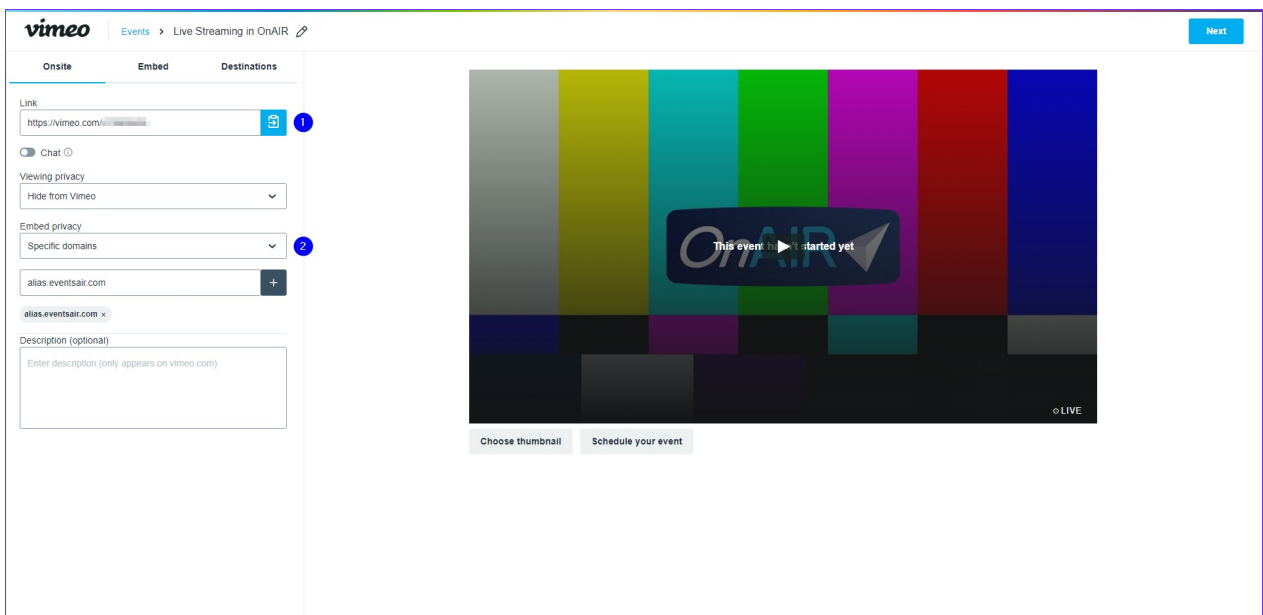 vimeo
Events > Live Streaming in OnAIR
Next
Onsite
Embed
Destinations
Link
https://vimeo.com/
1
Chat
Viewing privacy
Hide from Vimeo
Embed privacy
Specific domains
2
alias.eventsair.com
+
alias.eventsair.com ×
Description (optional)
Enter description (only appears on vimeo.com)
OnAIR
This event hasn't started yet
LIVE
Choose thumbnail
Schedule your event